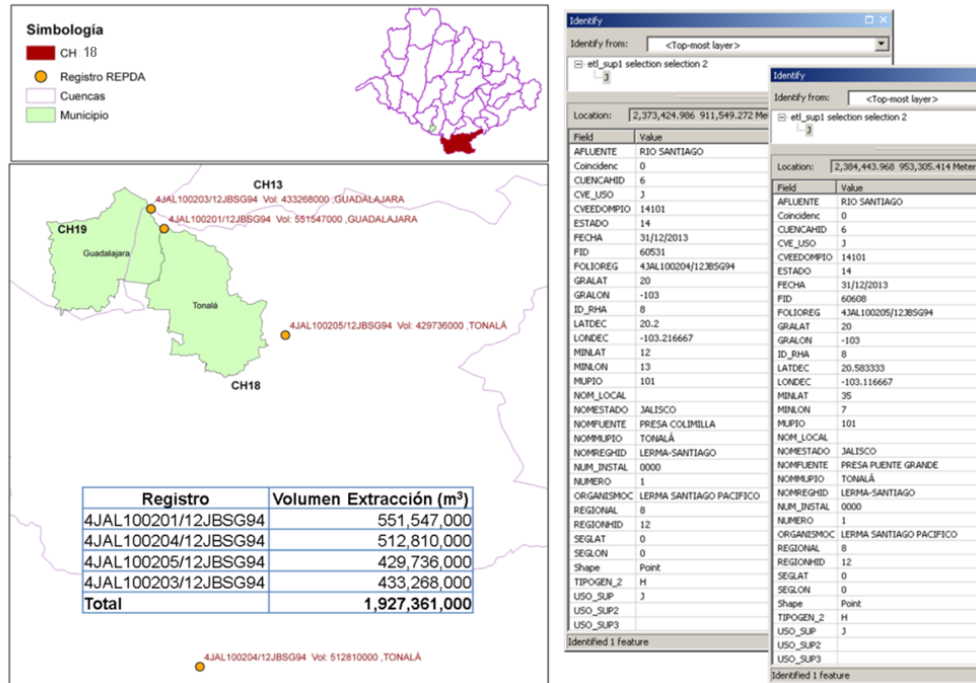 Simbología
CH 18
Registro REPDA
Cuencas
Municipio
CH13
4JAL100203/12JBSG94 Vol: 433268000 ,GUADALAJARA
4JAL100201/12JBSG94 Vol: 551547000 ,GUADALAJARA
CH19
Guadalajara
Tonalá
4JAL100205/12JBSG94 Vol: 429736000 ,TONALÁ
CH18
Registro Volumen Extracción (m³)
4JAL100201/12JBSG94 551,547,000
4JAL100204/12JBSG94 512,810,000
4JAL100205/12JBSG94 429,736,000
4JAL100203/12JBSG94 433,268,000
Total 1,927,361,000
4JAL100204/12JBSG94 Vol: 512810000 ,TONALÁ
Identify
Identify from: <Top-most layer>
etl_sup1 selection selection 2
J
Location: 2,373,424.986 911,549.272 Me
Field Value
AFLUENTE RIO SANTIAGO
Coincidenc 0
CUENCAHID 6
CVE_USO J
CVEEDOMPIO 14101
ESTADO 14
FECHA 31/12/2013
FID 60531
FOLIOREG 4JAL100204/12JBSG94
GRALAT 20
GRALON -103
ID_RHA 8
LATDEC 20.2
LONDEC -103.216667
MINLAT 12
MINLON 13
MUPIO 101
NOM_LOCAL
NOMESTADO JALISCO
NOMFUENTE PRESA COLIMILLA
NOMMUPIO TONALÁ
NOMREGHID LERMA-SANTIAGO
NUM_INSTAL 0000
NUMERO 1
ORGANISMOC LERMA SANTIAGO PACIFICO
REGIONAL 8
REGIONHID 12
SEGLAT 0
SEGLON 0
Shape Point
TIPOGEN_2 H
USO_SUP J
USO_SUP2
USO_SUP3
Identified 1 feature
Identify
Identify from: <Top-most layer>
etl_sup1 selection selection 2
J
Location: 2,384,443.968 953,305.414 Meter
Field Value
AFLUENTE RIO SANTIAGO
Coincidenc 0
CUENCAHID 6
CVE_USO J
CVEEDOMPIO 14101
ESTADO 14
FECHA 31/12/2013
FID 60608
FOLIOREG 4JAL100205/12JBSG94
GRALAT 20
GRALON -103
ID_RHA 8
LATDEC 20.583333
LONDEC -103.116667
MINLAT 35
MINLON 7
MUPIO 101
NOM_LOCAL
NOMESTADO JALISCO
NOMFUENTE PRESA PUENTE GRANDE
NOMMUPIO TONALÁ
NOMREGHID LERMA-SANTIAGO
NUM_INSTAL 0000
NUMERO 1
ORGANISMOC LERMA SANTIAGO PACIFICO
REGIONAL 8
REGIONHID 12
SEGLAT 0
SEGLON 0
Shape Point
TIPOGEN_2 H
USO_SUP J
USO_SUP2
USO_SUP3
Identified 1 feature